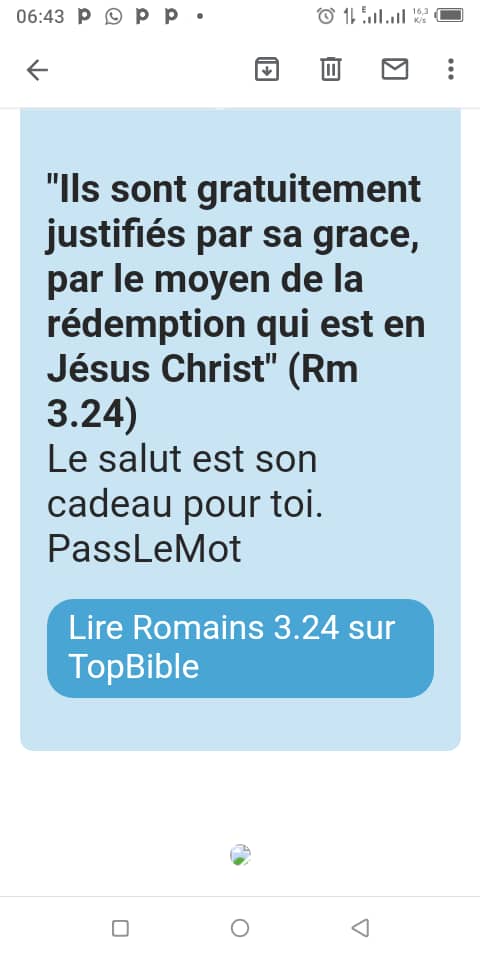 06:43
E
16,3
K/s
"Ils sont gratuitement
justifiés par sa grace,
par le moyen de la
rédemption qui est en
Jésus Christ" (Rm
3.24)
Le salut est son
cadeau pour toi.
PassLeMot
Lire Romains 3.24 sur
TopBible